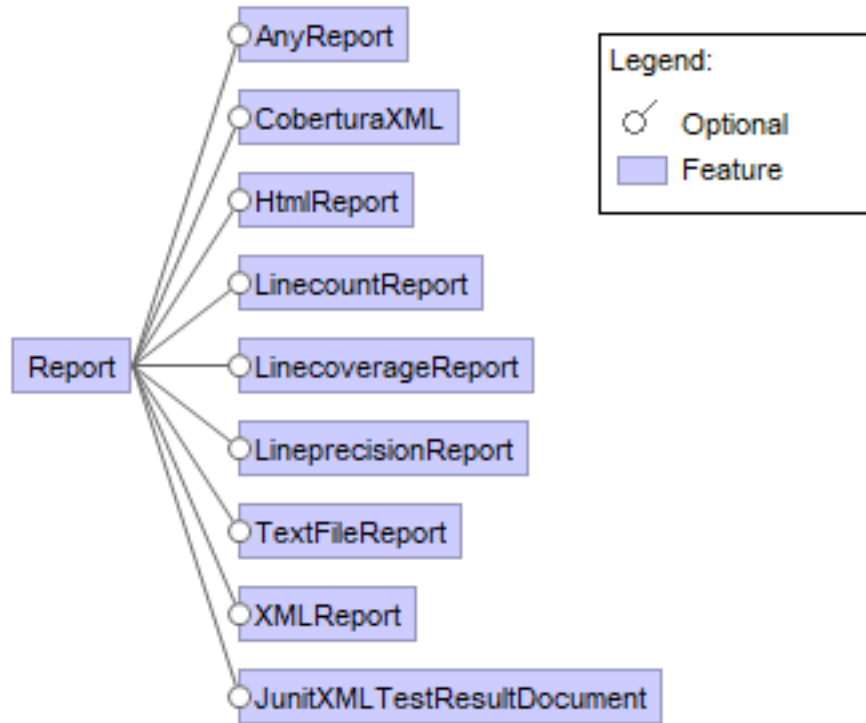 AnyReport
CoberturaXML
HtmlReport
LinecountReport
Report
LinecoverageReport
LineprecisionReport
TextFileReport
XMLReport
JunitXMLTestResultDocument
Legend:
Optional
Feature